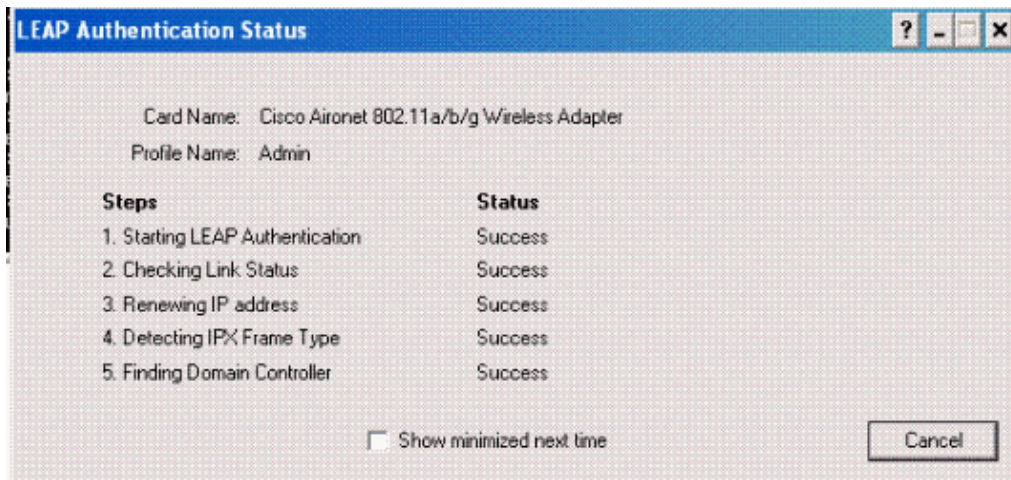 LEAP Authentication Status
Card Name: Cisco Aironet 802.11a/b/g Wireless Adapter
Profile Name: Admin
Steps Status
1. Starting LEAP Authentication Success
2. Checking Link Status Success
3. Renewing IP address Success
4. Detecting IPX Frame Type Success
5. Finding Domain Controller Success
Show minimized next time Cancel